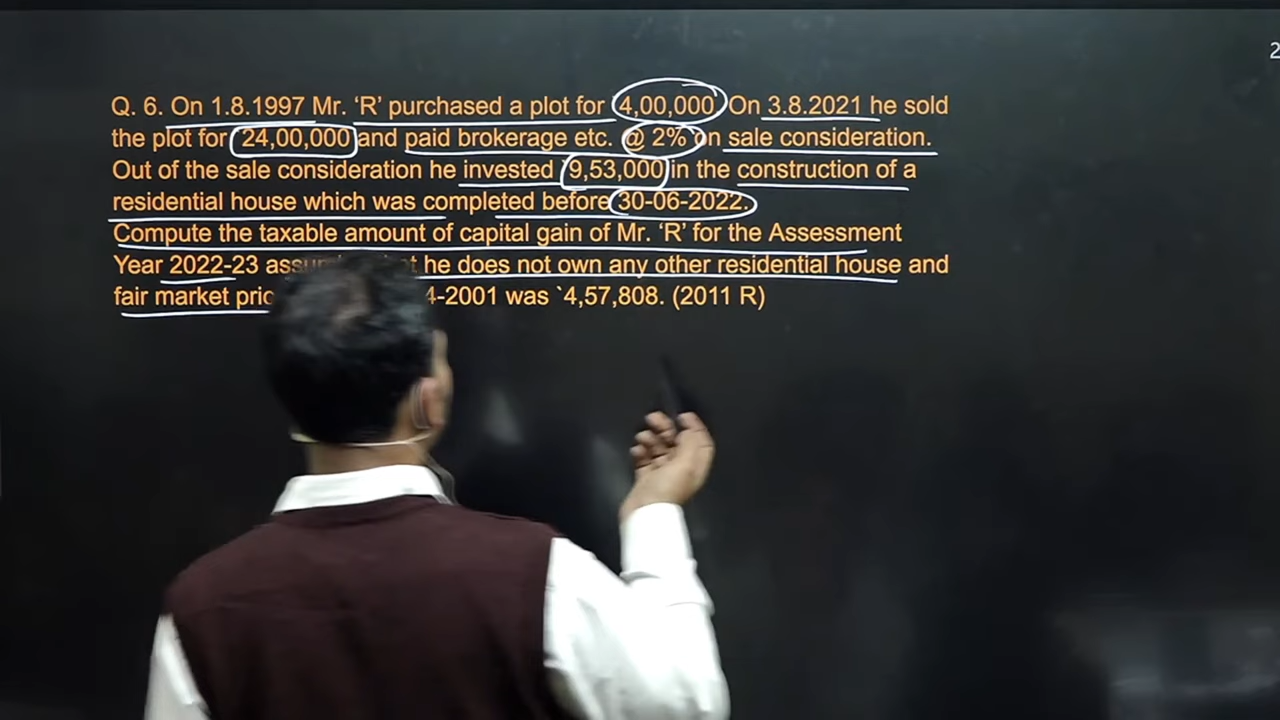 2
Q. 6. On 1.8.1997 Mr. ‘R’ purchased a plot for 4,00,000 On 3.8.2021 he sold
the plot for 24,00,000 and paid brokerage etc. @ 2% on sale consideration.
Out of the sale consideration he invested `9,53,000 in the construction of a
residential house which was completed before 30-06-2022.
Compute the taxable amount of capital gain of Mr. ‘R’ for the Assessment
Year 2022-23 he does not own any other residential house and
fair market 4-2001 was `4,57,808. (2011 R)